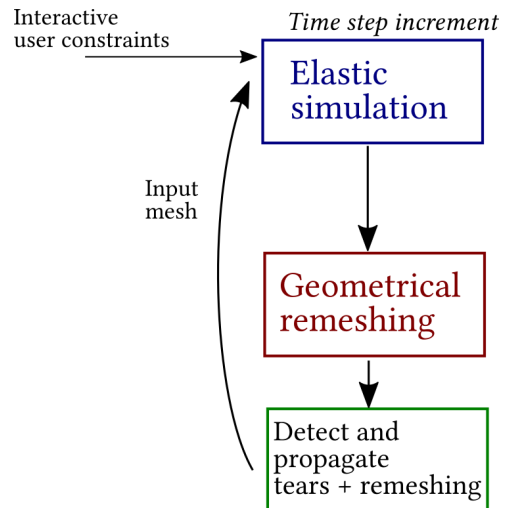 Interactive
user constraints
Time step increment
Elastic
simulation
Input
mesh
Geometrical
remeshing
Detect and
propagate
tears + remeshing